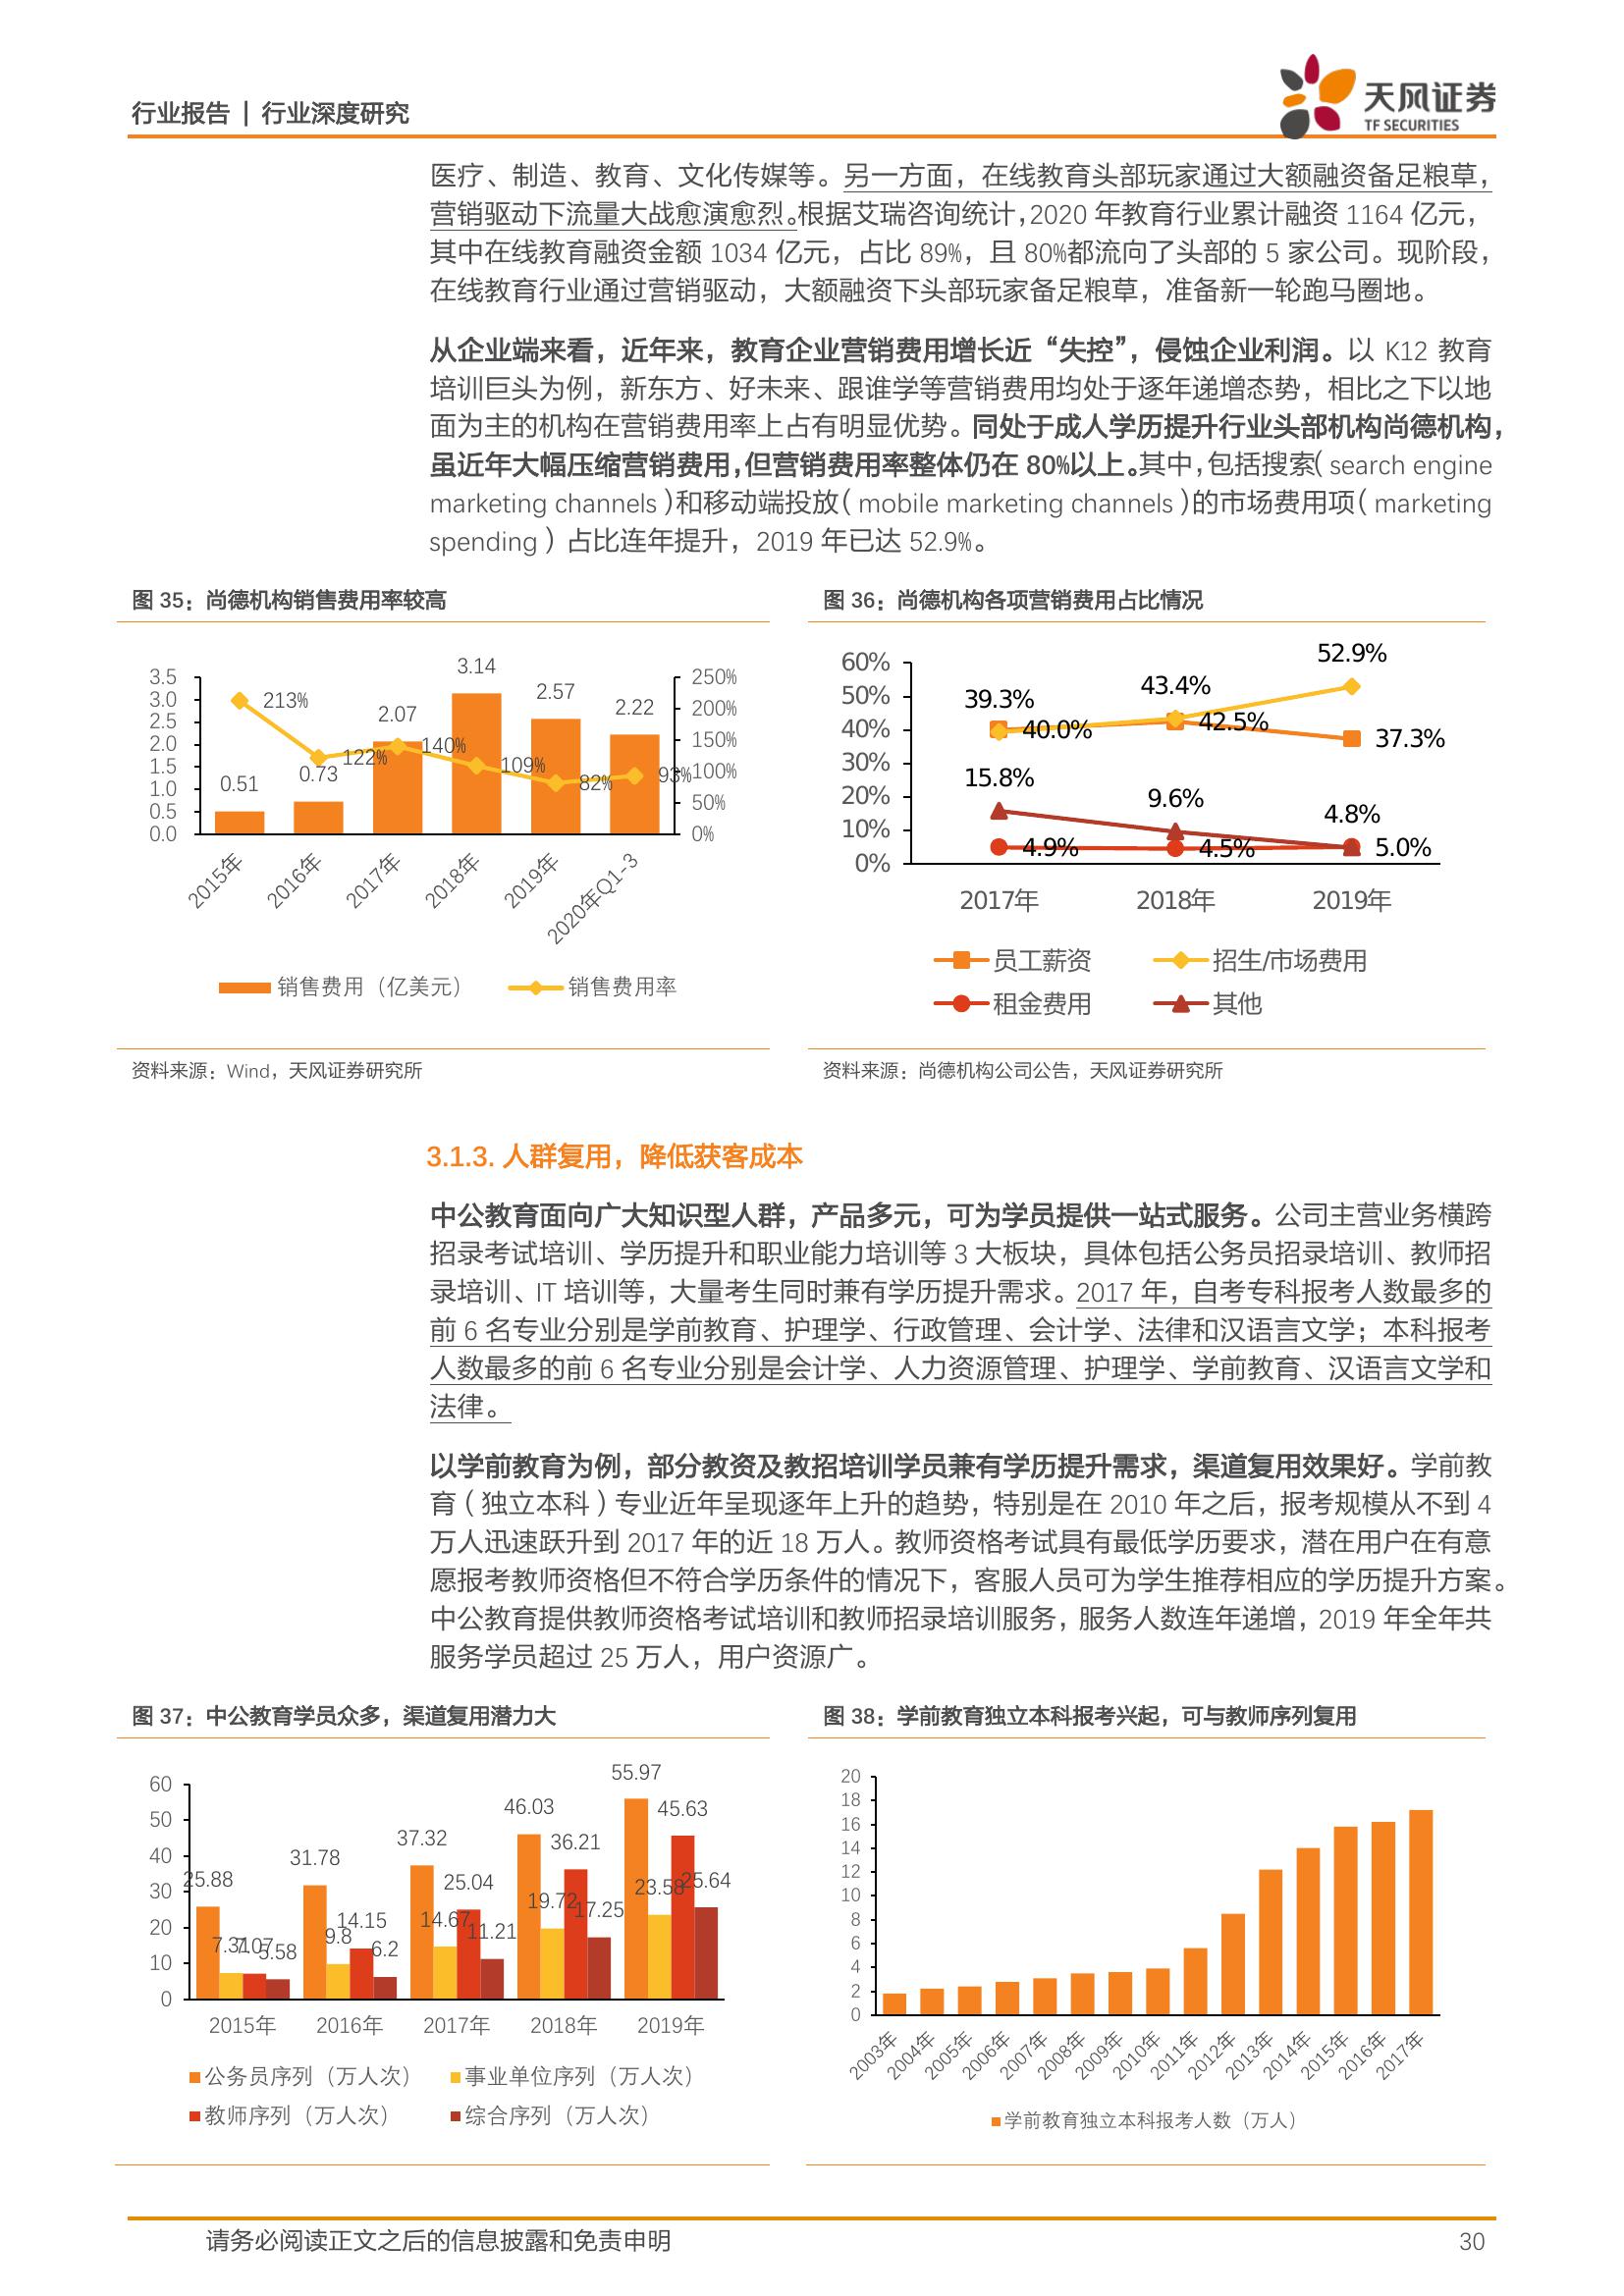 行业报告 | 行业深度研究
天风证券
TF SECURITIES
医疗、制造、教育、文化传媒等。另一方面，在线教育头部玩家通过大额融资备足粮草，
营销驱动下流量大战愈演愈烈。根据艾瑞咨询统计，2020 年教育行业累计融资 1164 亿元，
其中在线教育融资金额 1034 亿元，占比 89%，且 80%都流向了头部的 5 家公司。现阶段，
在线教育行业通过营销驱动，大额融资下头部玩家备足粮草，准备新一轮跑马圈地。
从企业端来看，近年来，教育企业营销费用增长近“失控”，侵蚀企业利润。以 K12 教育
培训巨头为例，新东方、好未来、跟谁学等营销费用均处于逐年递增态势，相比之下以地
面为主的机构在营销费用率上占有明显优势。同处于成人学历提升行业头部机构尚德机构，
虽近年大幅压缩营销费用，但营销费用率整体仍在 80%以上。其中，包括搜索（search engine
marketing channels）和移动端投放（mobile marketing channels）的市场费用项（marketing
spending）占比连年提升，2019 年已达 52.9%。
图 35：尚德机构销售费用率较高
3.5
3.0
2.5
2.0
1.5
1.0
0.5
0.0
250%
200%
150%
100%
50%
0%
0.51
0.73
2.07
3.14
2.57
2.22
213%
122%
140%
109%
82%
93%
2015年
2016年
2017年
2018年
2019年
2020年Q1-3
销售费用（亿美元）
销售费用率
资料来源：Wind，天风证券研究所
图 36：尚德机构各项营销费用占比情况
60%
50%
40%
30%
20%
10%
0%
39.3%
43.4%
52.9%
40.0%
42.5%
37.3%
15.8%
9.6%
4.8%
4.9%
4.5%
5.0%
2017年
2018年
2019年
员工薪资
招生/市场费用
租金费用
其他
资料来源：尚德机构公司公告，天风证券研究所
3.1.3. 人群复用，降低获客成本
中公教育面向广大知识型人群，产品多元，可为学员提供一站式服务。公司主营业务横跨
招录考试培训、学历提升和职业能力培训等 3 大板块，具体包括公务员招录培训、教师招
录培训、IT 培训等，大量考生同时兼有学历提升需求。2017 年，自考专科报考人数最多的
前 6 名专业分别是学前教育、护理学、行政管理、会计学、法律和汉语言文学；本科报考
人数最多的前 6 名专业分别是会计学、人力资源管理、护理学、学前教育、汉语言文学和
法律。
以学前教育为例，部分教资及教招培训学员兼有学历提升需求，渠道复用效果好。学前教
育（独立本科）专业近年呈现逐年上升的趋势，特别是在 2010 年之后，报考规模从不到 4
万人迅速跃升到 2017 年的近 18 万人。教师资格考试具有最低学历要求，潜在用户在有意
愿报考教师资格但不符合学历条件的情况下，客服人员可为学生推荐相应的学历提升方案。
中公教育提供教师资格考试培训和教师招录培训服务，服务人数连年递增，2019 年全年共
服务学员超过 25 万人，用户资源广。
图 37：中公教育学员众多，渠道复用潜力大
60
50
40
30
20
10
0
25.88
7.31
7.07
5.58
31.78
9.8
14.15
6.2
37.32
14.67
25.04
11.21
46.03
19.72
36.21
17.25
55.97
23.58
45.63
25.64
2015年
2016年
2017年
2018年
2019年
公务员序列（万人次）
事业单位序列（万人次）
教师序列（万人次）
综合序列（万人次）
图 38：学前教育独立本科报考兴起，可与教师序列复用
20
18
16
14
12
10
8
6
4
2
0
2003年
2004年
2005年
2006年
2007年
2008年
2009年
2010年
2011年
2012年
2013年
2014年
2015年
2016年
2017年
学前教育独立本科报考人数（万人）
请务必阅读正文之后的信息披露和免责申明
30